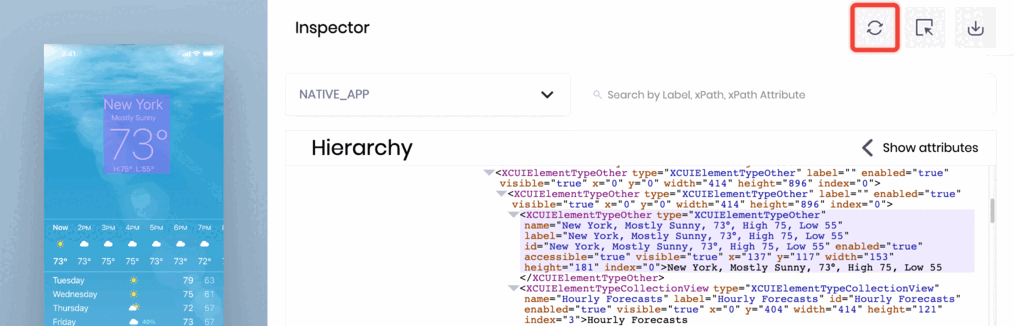 Inspector
9:41
New York
Mostly Sunny
73°
H:75° L:55°
Now 2PM 3PM 4PM 5PM 6PM 7PM
73° 73° 75° 75° 73° 73° 72°
Tuesday 79 63
Wednesday 75 61
Thursday 72 57
Friday 40% 73 57
NATIVE_APP
Search by Label, xPath, xPath Attribute
Hierarchy
Show attributes
<XCUIElementTypeOther type="XCUIElementTypeOther" label="" enabled="true"
visible="true" x="0" y="0" width="414" height="896" index="0">
<XCUIElementTypeOther type="XCUIElementTypeOther" label="" enabled="true"
visible="true" x="0" y="0" width="414" height="896" index="0">
<XCUIElementTypeOther type="XCUIElementTypeOther"
name="New York, Mostly Sunny, 73°, High 75, Low 55"
label="New York, Mostly Sunny, 73°, High 75, Low 55"
id="New York, Mostly Sunny, 73°, High 75, Low 55" enabled="true"
accessible="true" visible="true" x="137" y="117" width="153"
height="181" index="0">New York, Mostly Sunny, 73°, High 75, Low 55
</XCUIElementTypeOther>
<XCUIElementTypeCollectionView type="XCUIElementTypeCollectionView"
name="Hourly Forecasts" label="Hourly Forecasts" id="Hourly Forecasts"
enabled="true" visible="true" x="0" y="404" width="414" height="121"
index="3">Hourly Forecasts